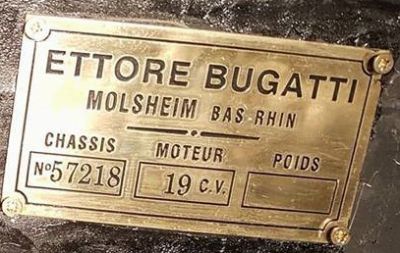 ETTORE BUGATTI
MOLSHEIM BAS-RHIN
CHASSIS MOTEUR POIDS
Nº57218 19 C.V.